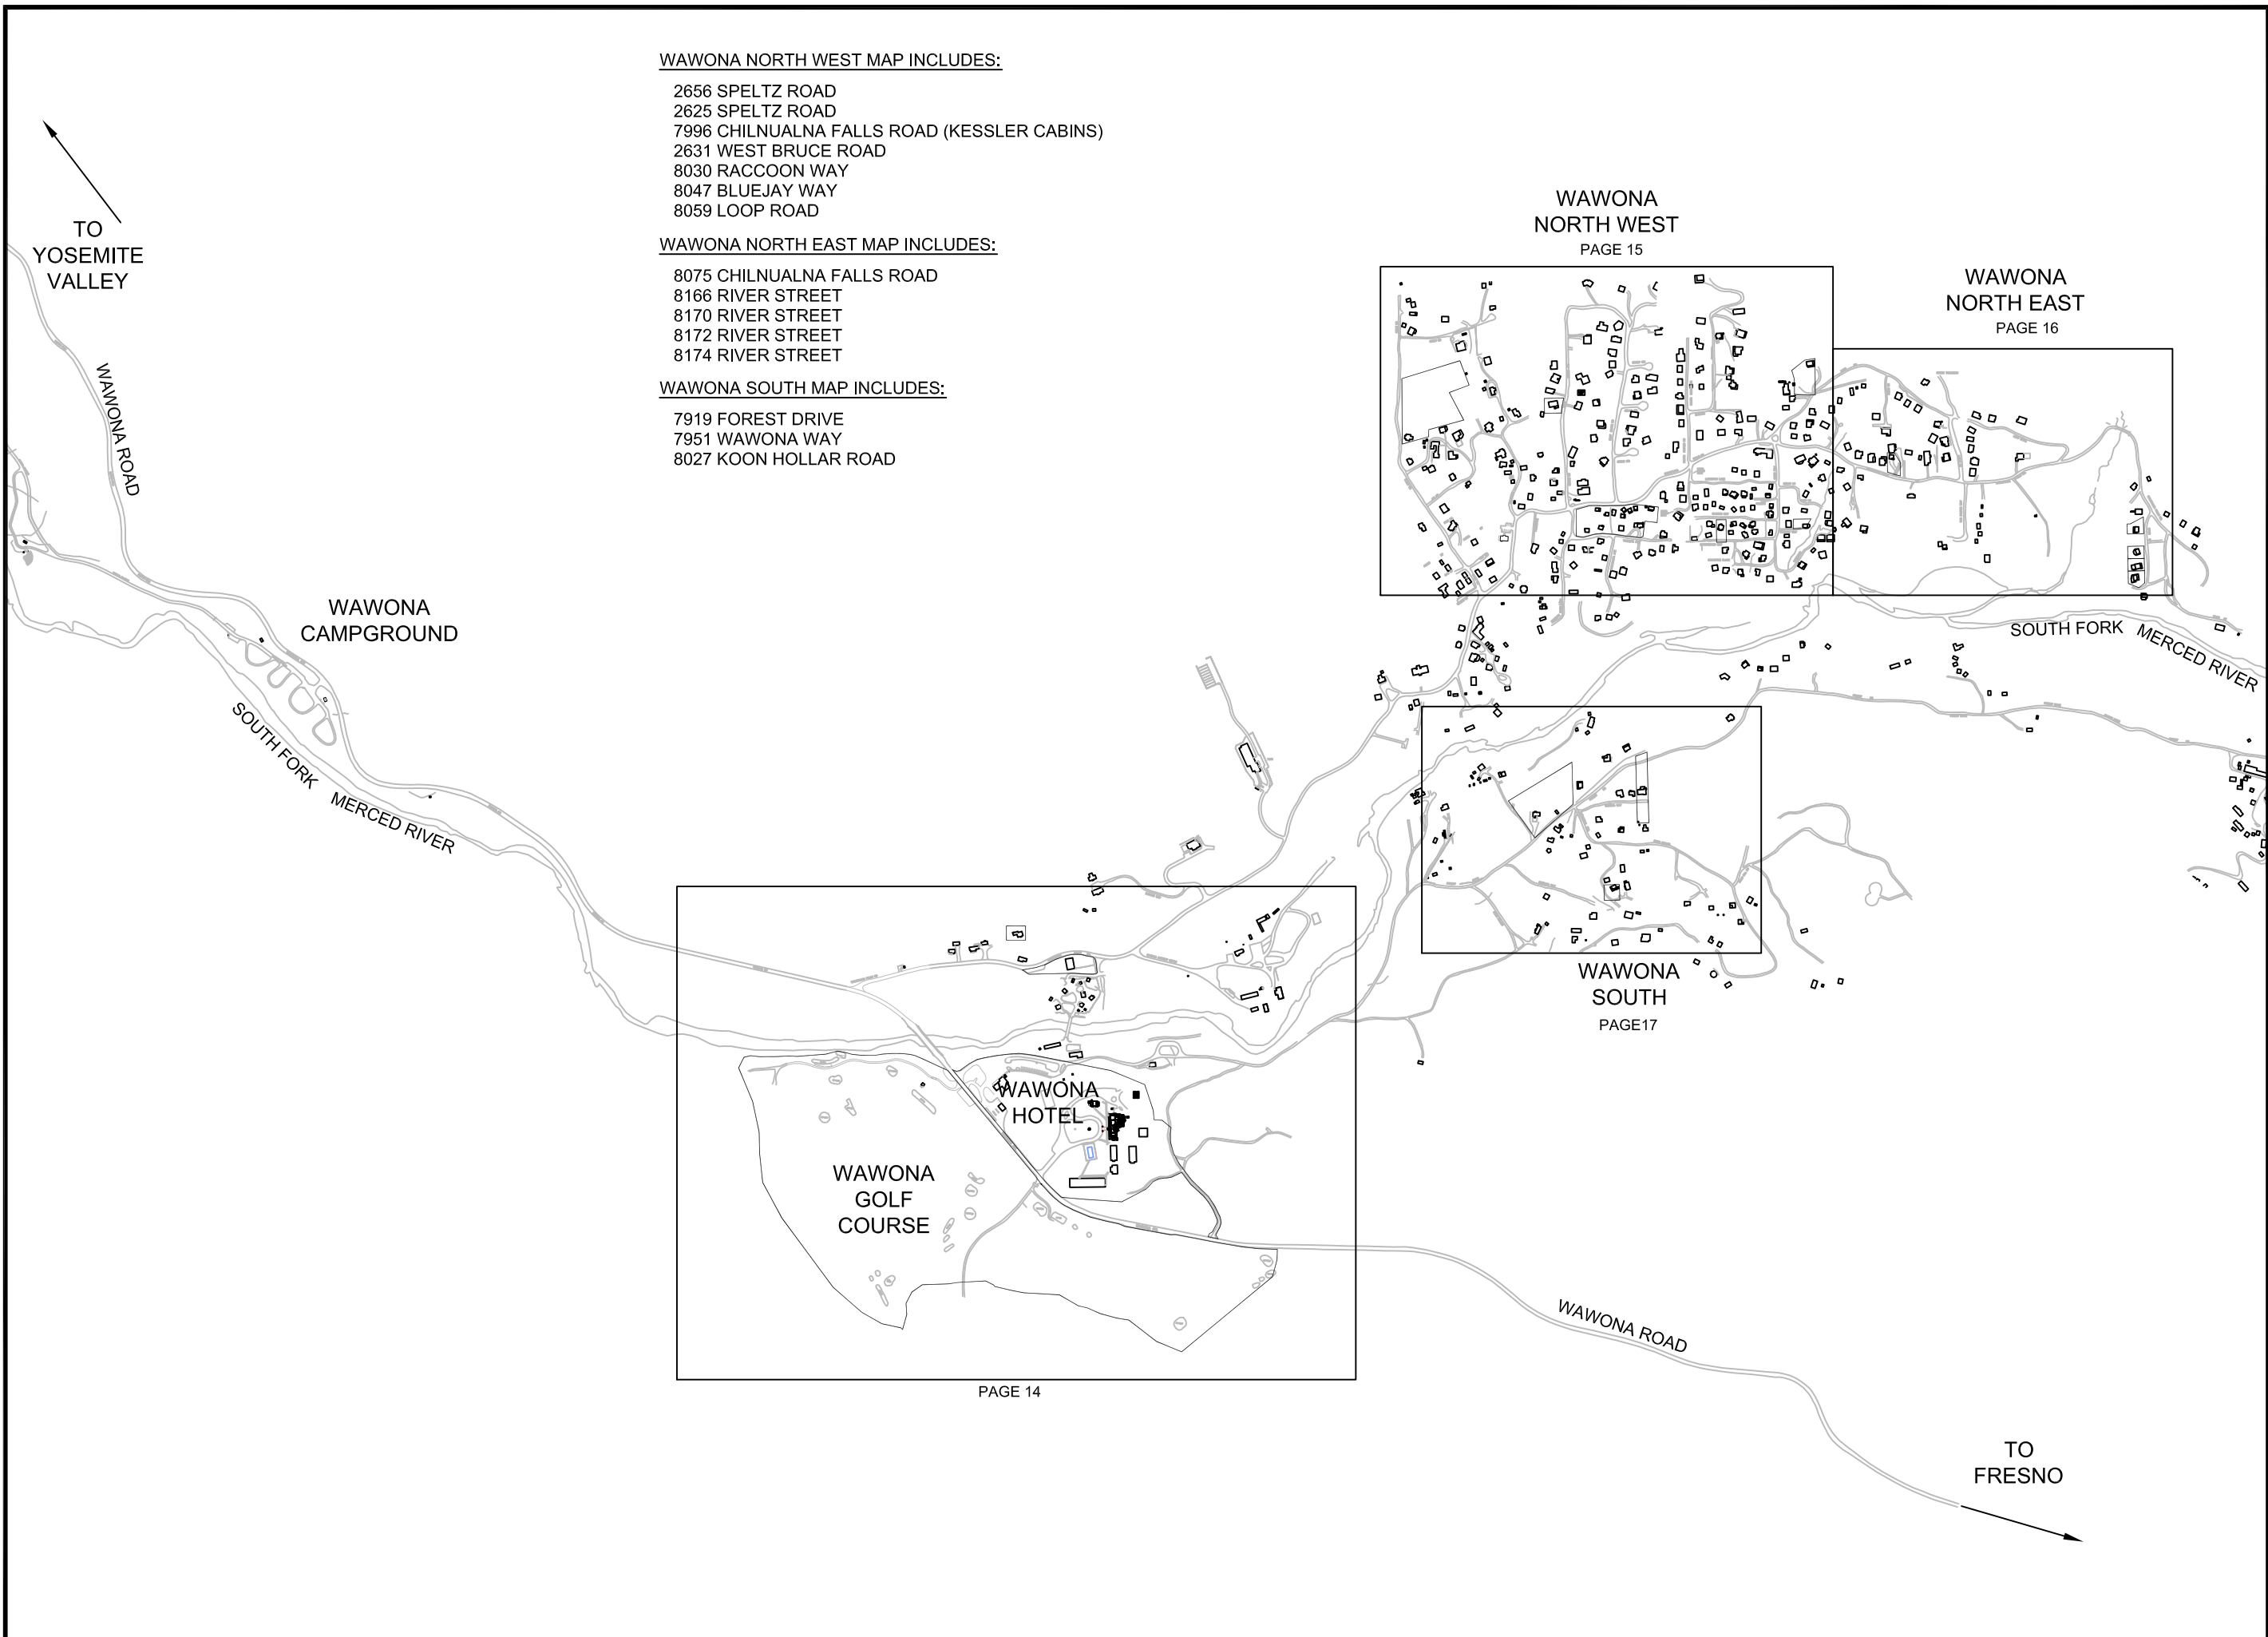 WAWONA NORTH WEST MAP INCLUDES:
2656 SPELTZ ROAD
2625 SPELTZ ROAD
7996 CHILNUALNA FALLS ROAD (KESSLER CABINS)
2631 WEST BRUCE ROAD
8030 RACCOON WAY
8047 BLUEJAY WAY
8059 LOOP ROAD
WAWONA NORTH EAST MAP INCLUDES:
8075 CHILNUALNA FALLS ROAD
8166 RIVER STREET
8170 RIVER STREET
8172 RIVER STREET
8174 RIVER STREET
WAWONA SOUTH MAP INCLUDES:
7919 FOREST DRIVE
7951 WAWONA WAY
8027 KOON HOLLAR ROAD
TO
YOSEMITE
VALLEY
WAWONA ROAD
WAWONA
CAMPGROUND
SOUTH FORK MERCED RIVER
WAWONA
NORTH WEST
PAGE 15
WAWONA
NORTH EAST
PAGE 16
SOUTH FORK MERCED RIVER
WAWONA
SOUTH
PAGE17
WAWONA
HOTEL
WAWONA
GOLF
COURSE
PAGE 14
WAWONA ROAD
TO
FRESNO